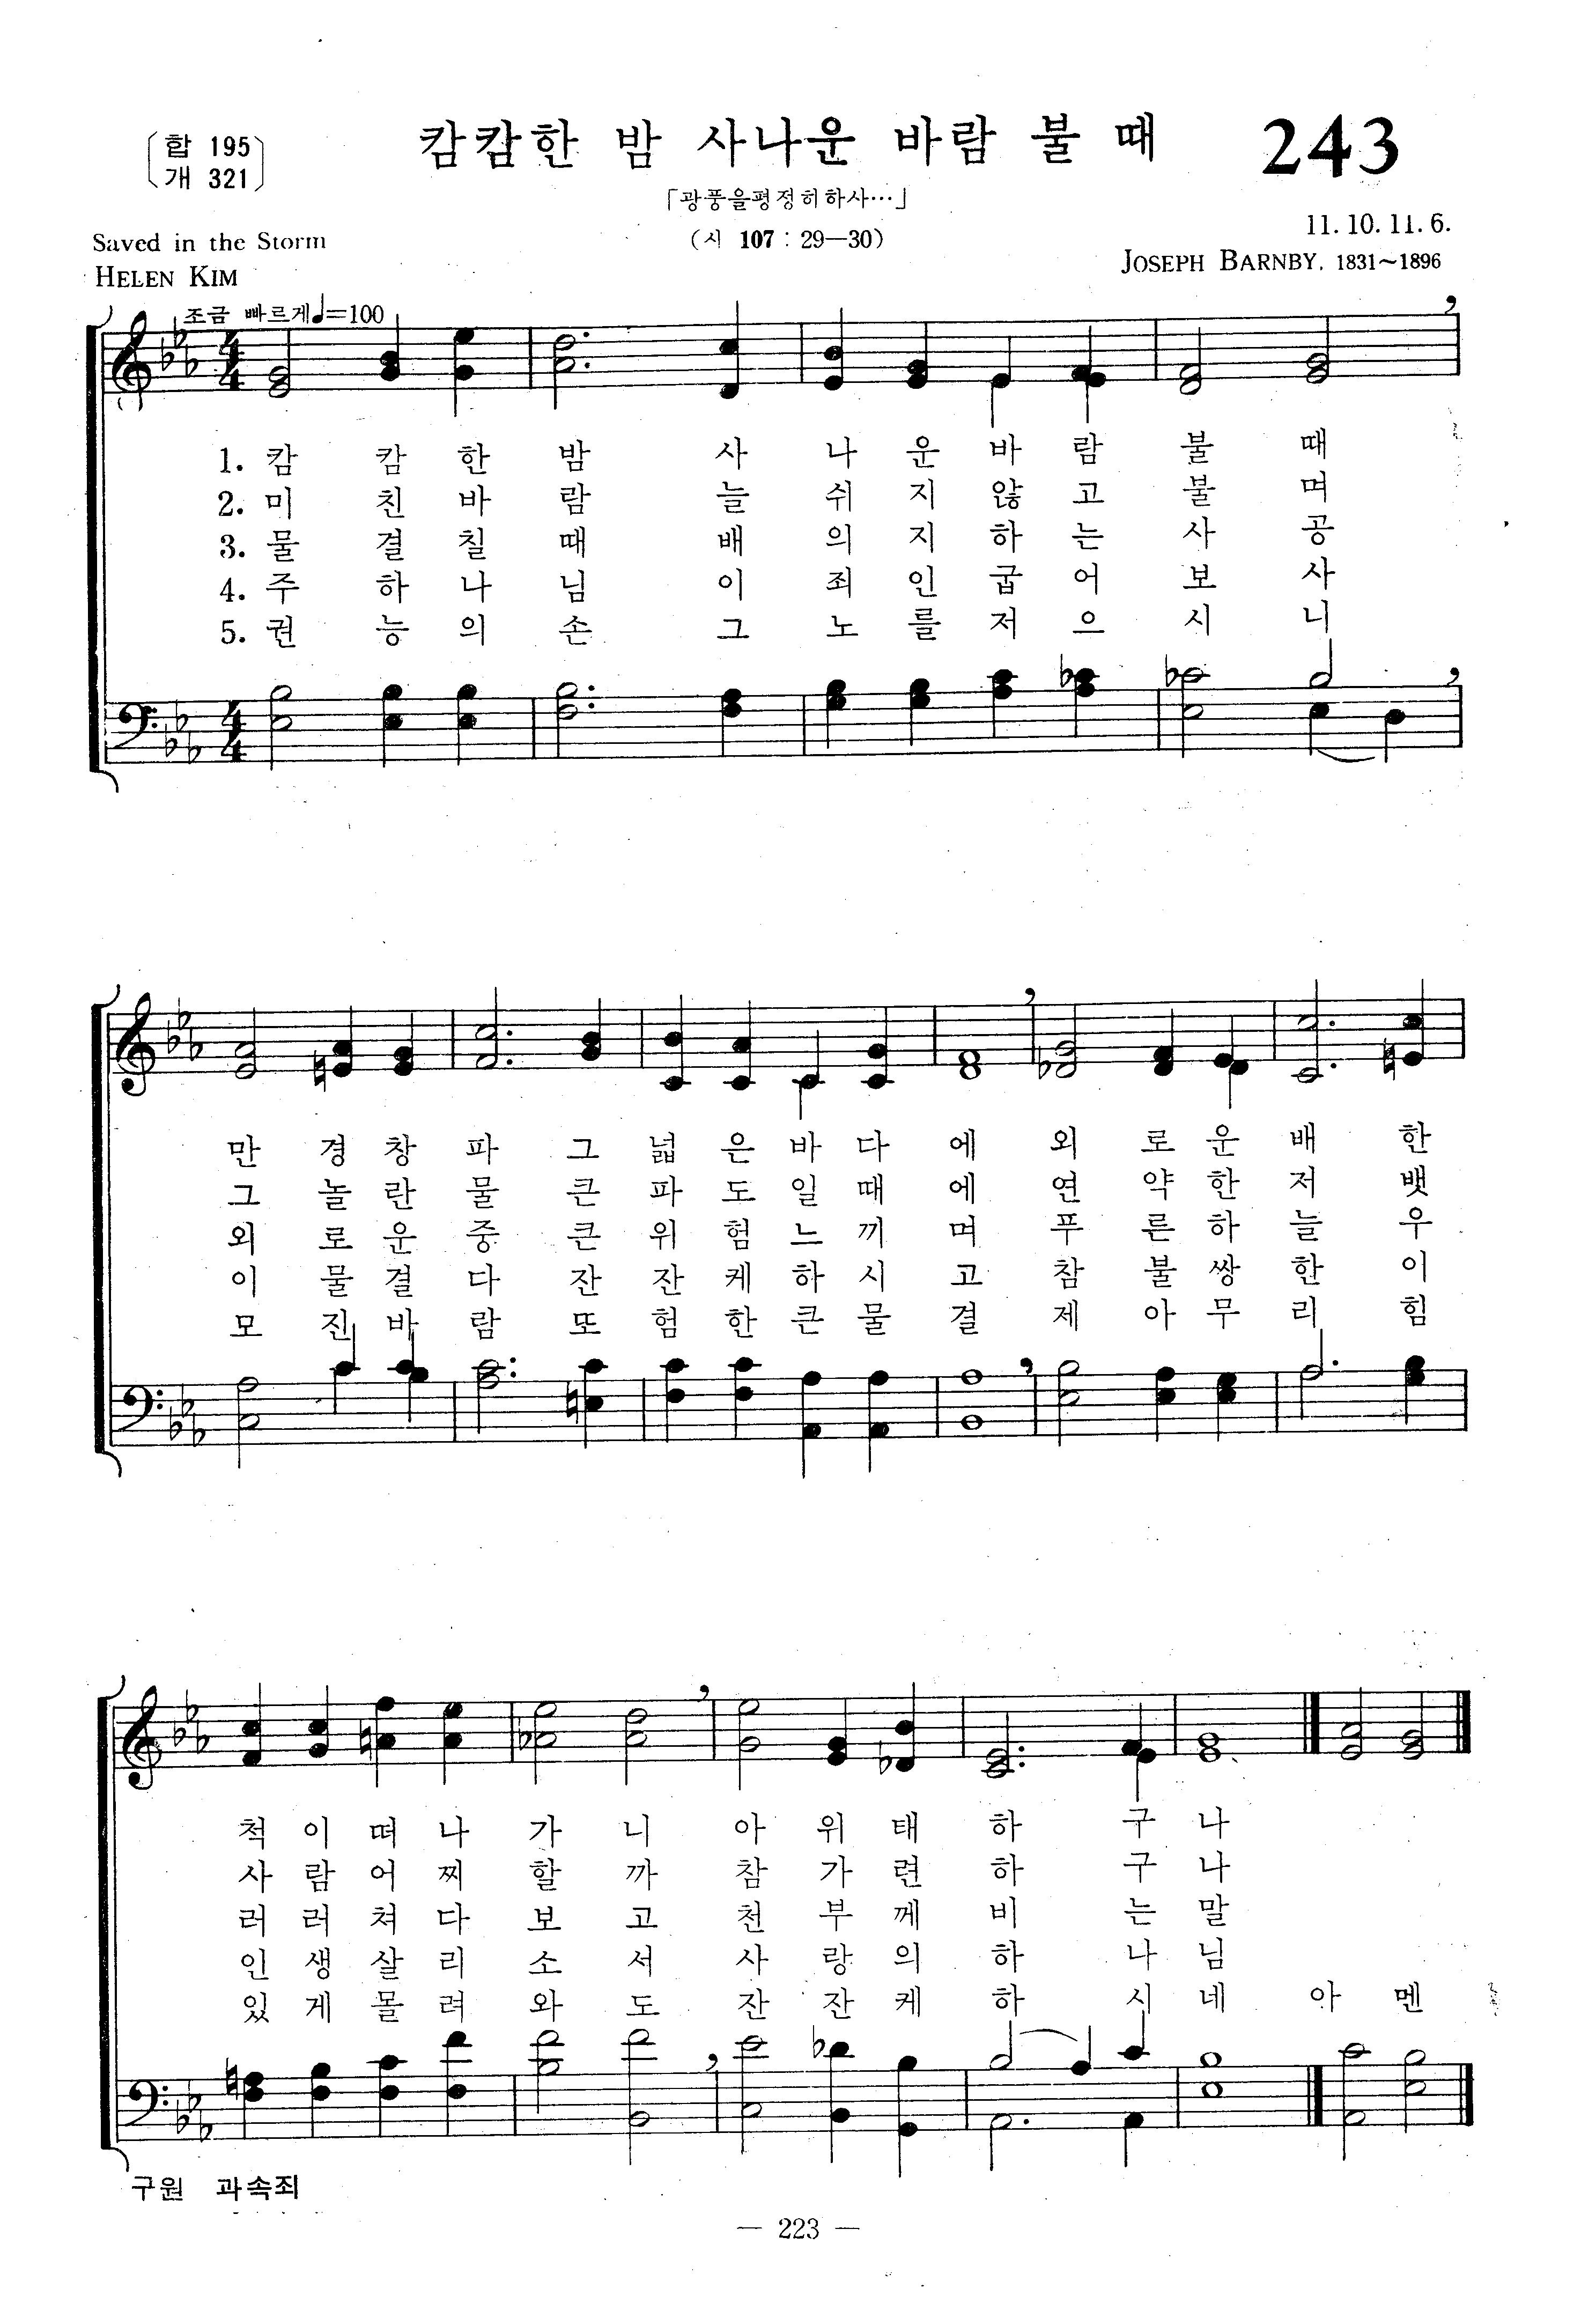 합 195
개 321
캄캄한 밤 사나운 바람 불 때 243
「광풍을평정히하사…」
(시 107 : 29—30)
11. 10. 11. 6.
Saved in the Storm
HELEN KIM
JOSEPH BARNBY, 1831~1896
조금 빠르게♩=100
4/4
1. 캄 캄 한 밤 사 나 운 바 람 불 때
2. 미 친 바 람 늘 쉬 지 않 고 불 며
3. 물 결 칠 때 배 의 지 하 는 사 공
4. 주 하 나 님 이 죄 인 굽 어 보 사
5. 권 능 의 손 그 노 를 저 으 시 니
4/4
만 경 창 파 그 넓 은 바 다 에 외 로 운 배 한
그 놀 란 물 큰 파 도 일 때 에 연 약 한 저 뱃
외 로 운 중 큰 위 험 느 끼 며 푸 른 하 늘 우
이 물 결 다 잔 잔 케 하 시 고 참 불 쌍 한 이
모 진 바 람 또 험 한 큰 물 결 제 아 무 리 힘
척 이 떠 나 가 니 아 위 태 하 구 나
사 람 어 찌 할 까 참 가 련 하 구 나
러 러 쳐 다 보 고 천 부 께 비 는 말
인 생 살 리 소 서 사 랑 의 하 나 님
있 게 몰 려 와 도 잔 잔 케 하 시 네 아 멘
구원 과속죄
— 223 —